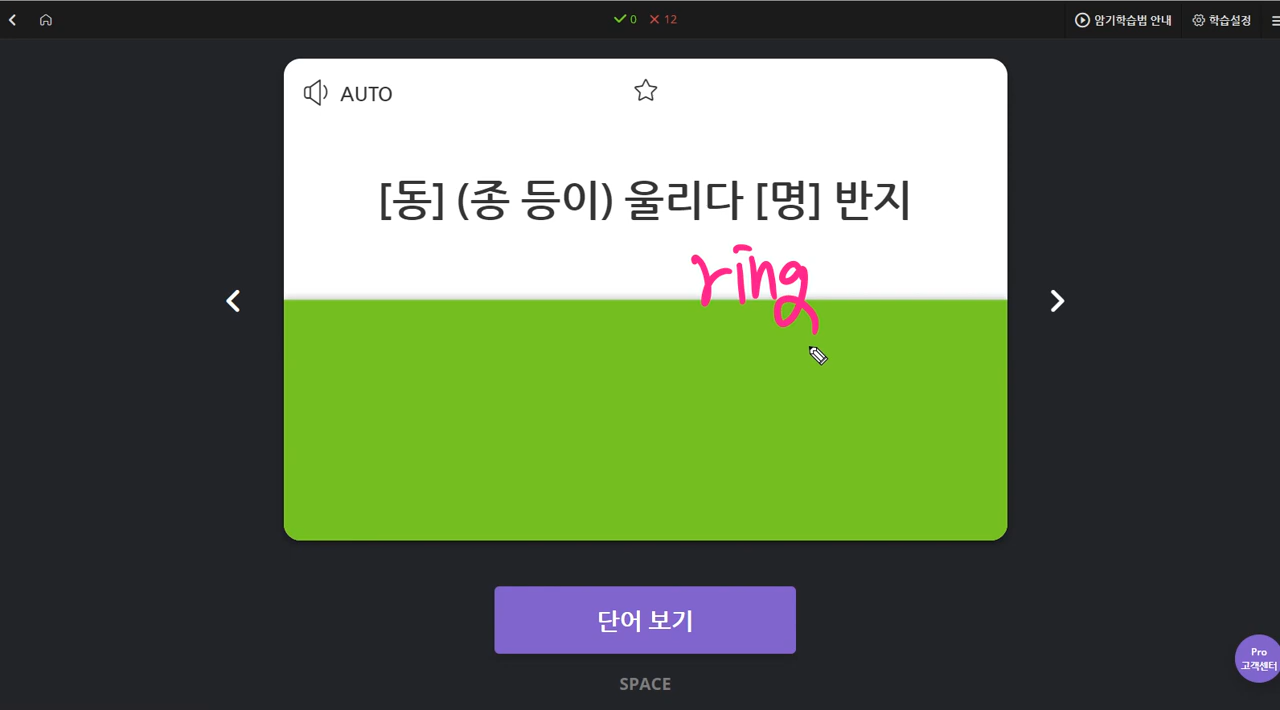 0 12
암기학습법 안내 학습설정
AUTO
[동] (종 등이) 울리다 [명] 반지
ring
단어 보기
SPACE
Pro
고객센터